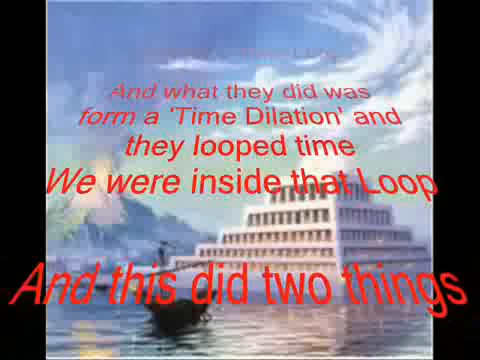 And what they did was
form a 'Time Dilation' and
they looped time
We were inside that Loop
And this did two things